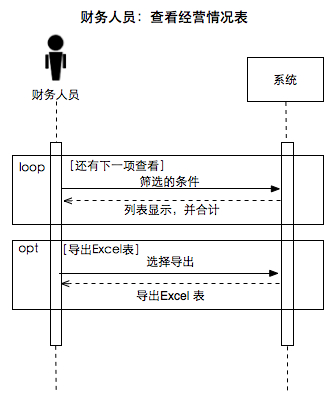 财务人员：查看经营情况表
财务人员
系统
loop
[还有下一项查看]
筛选的条件
列表显示，并合计
opt
[导出Excel表]
选择导出
导出Excel 表